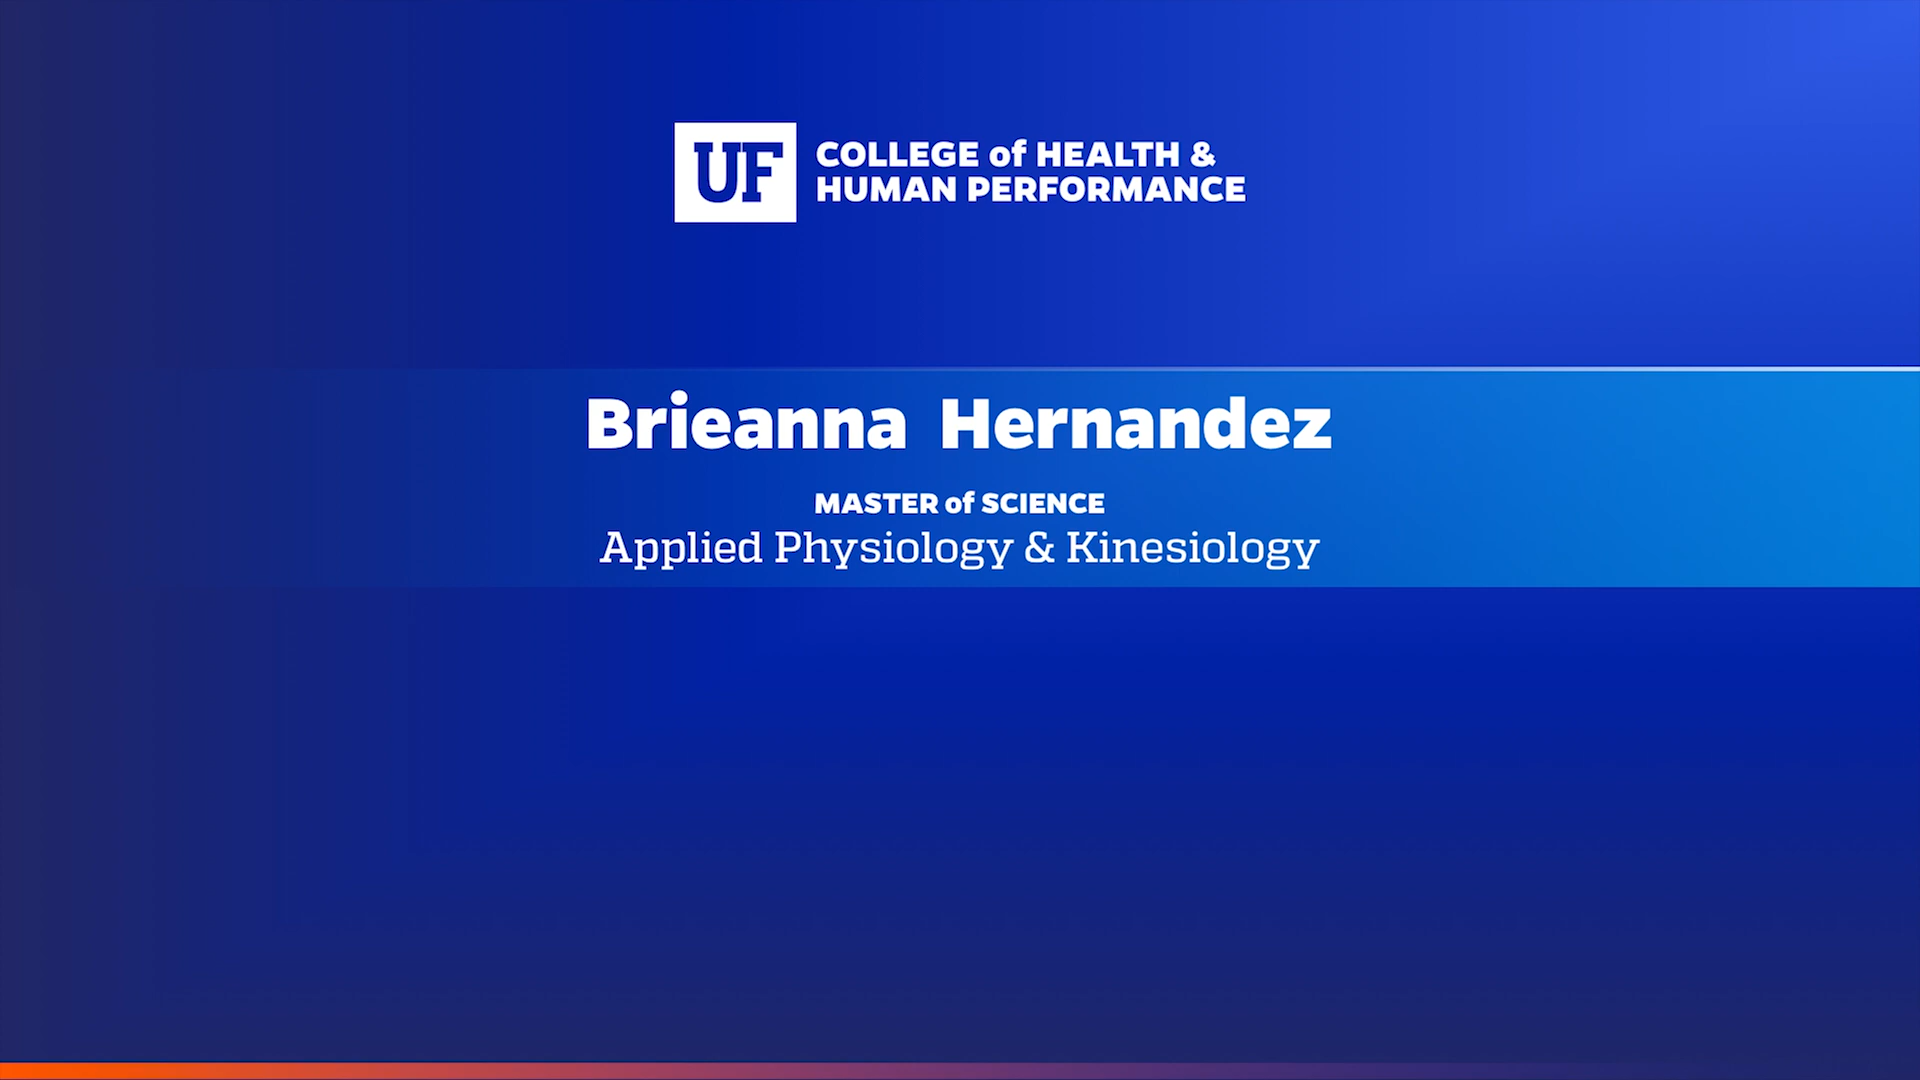 UF
COLLEGE of HEALTH &
HUMAN PERFORMANCE
Brieanna Hernandez
MASTER of SCIENCE
Applied Physiology & Kinesiology